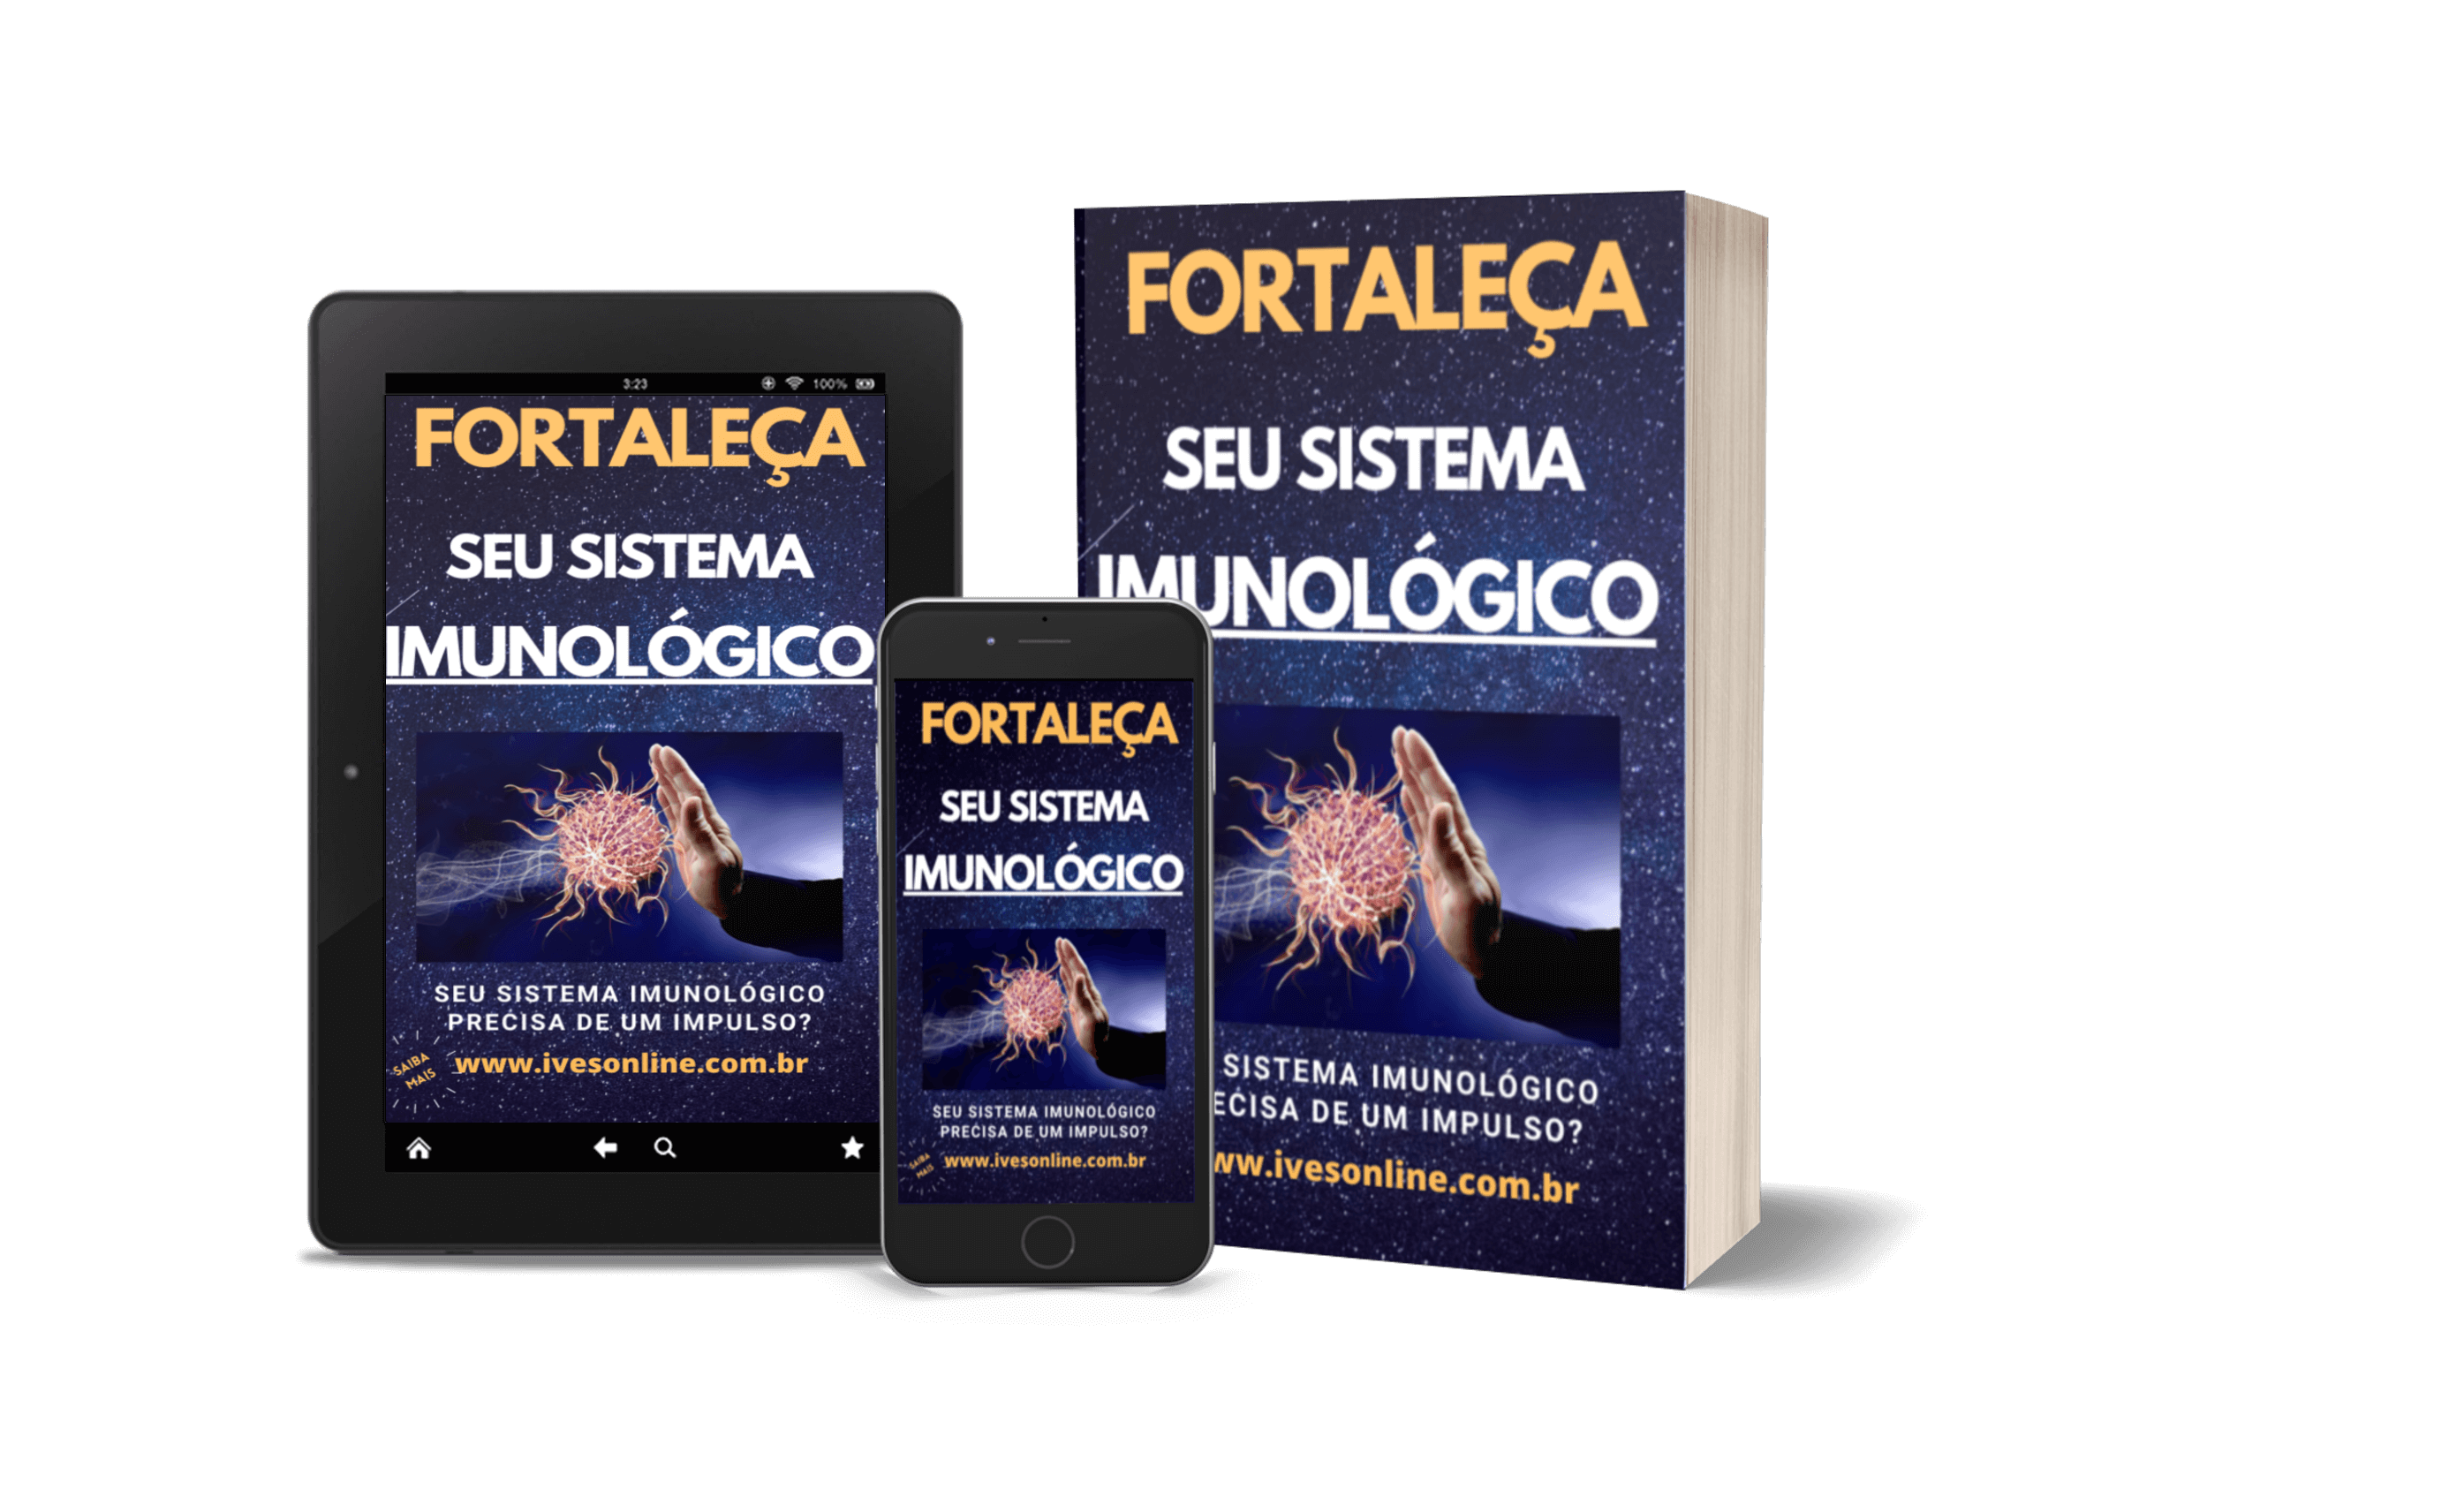 3:23
100%
FORTALEÇA
SEU SISTEMA
IMUNOLÓGICO
SEU SISTEMA IMUNOLÓGICO
PRECISA DE UM IMPULSO?
SAIBA
MAIS
www.ivesonline.com.br
FORTALEÇA
SEU SISTEMA
IMUNOLÓGICO
SEU SISTEMA IMUNOLÓGICO
PRECISA DE UM IMPULSO?
SAIBA
MAIS
www.ivesonline.com.br
FORTALEÇA
SEU SISTEMA
IMUNOLÓGICO
SISTEMA IMUNOLÓGICO
ECISA DE UM IMPULSO?
ww.ivesonline.com.br